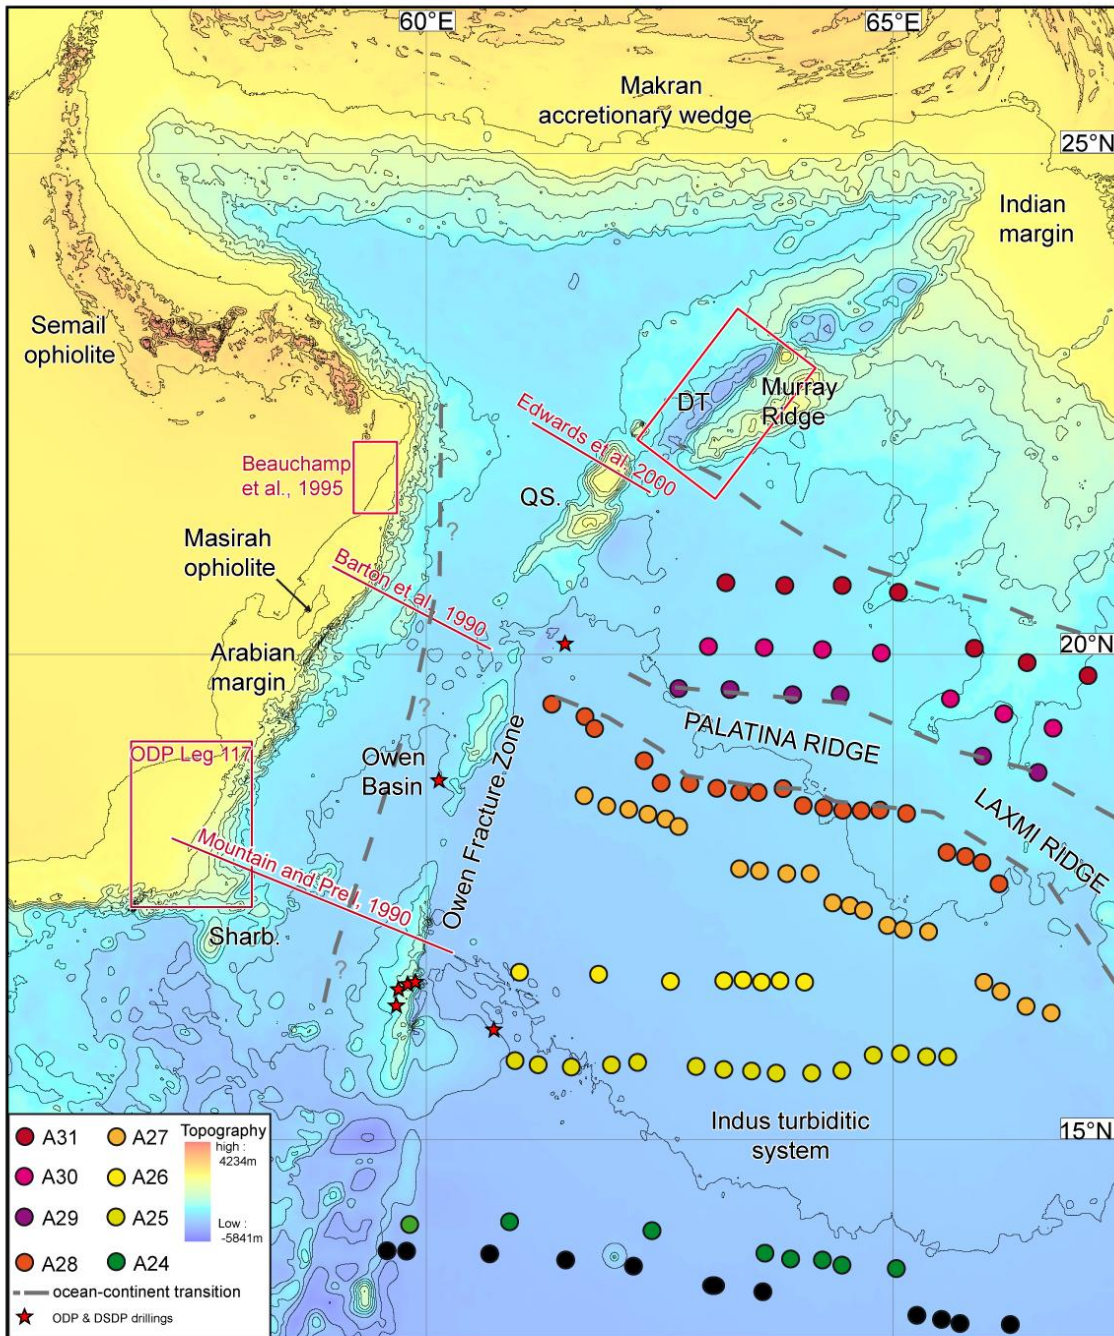 60°E
65°E
Makran
accretionary wedge
25°N
Indian
margin
Semail
ophiolite
DT
Murray
Ridge
Edwards et al, 2000
Beauchamp
et al., 1995
QS.
?
Masirah
ophiolite
Barton et al., 1990
Arabian
margin
20°N
?
PALATINA RIDGE
ODP Leg 117
Owen
Basin
Owen Fracture Zone
LAXMI RIDGE
Mountain and Prell, 1990
Sharb.
?
Indus turbiditic
system
15°N
A31
A27
A30
A26
A29
A25
A28
A24
Topography
high :
4234m
Low :
-5841m
ocean-continent transition
ODP & DSDP drillings